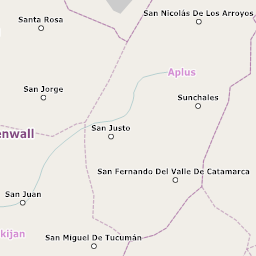 San Nicolás De Los Arroyos
Santa Rosa
Aplus
San Jorge
Sunchales
San Justo
enwall
San Fernando Del Valle De Catamarca
San Juan
kijan
San Miguel De Tucumán